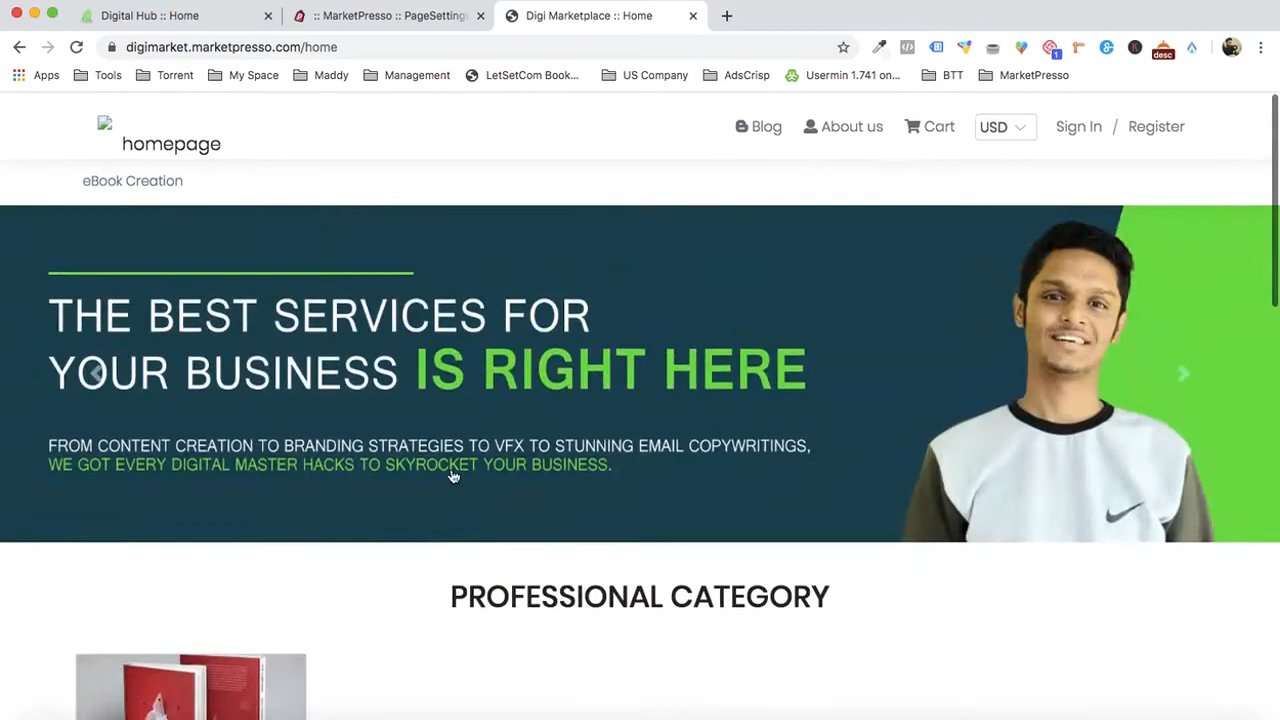 Digital Hub :: Home
:: MarketPresso :: PageSetting
Digi Marketplace :: Home
digimarket.marketpresso.com/home
1
desc
Apps
Tools
Torrent
My Space
Maddy
Management
LetSetCom Book...
US Company
AdsCrisp
Usermin 1.741 on...
BTT
MarketPresso
homepage
Blog
About us
Cart
USD
Sign In / Register
eBook Creation
THE BEST SERVICES FOR
YOUR BUSINESS IS RIGHT HERE
FROM CONTENT CREATION TO BRANDING STRATEGIES TO VFX TO STUNNING EMAIL COPYWRITINGS,
WE GOT EVERY DIGITAL MASTER HACKS TO SKYROCKET YOUR BUSINESS.
PROFESSIONAL CATEGORY